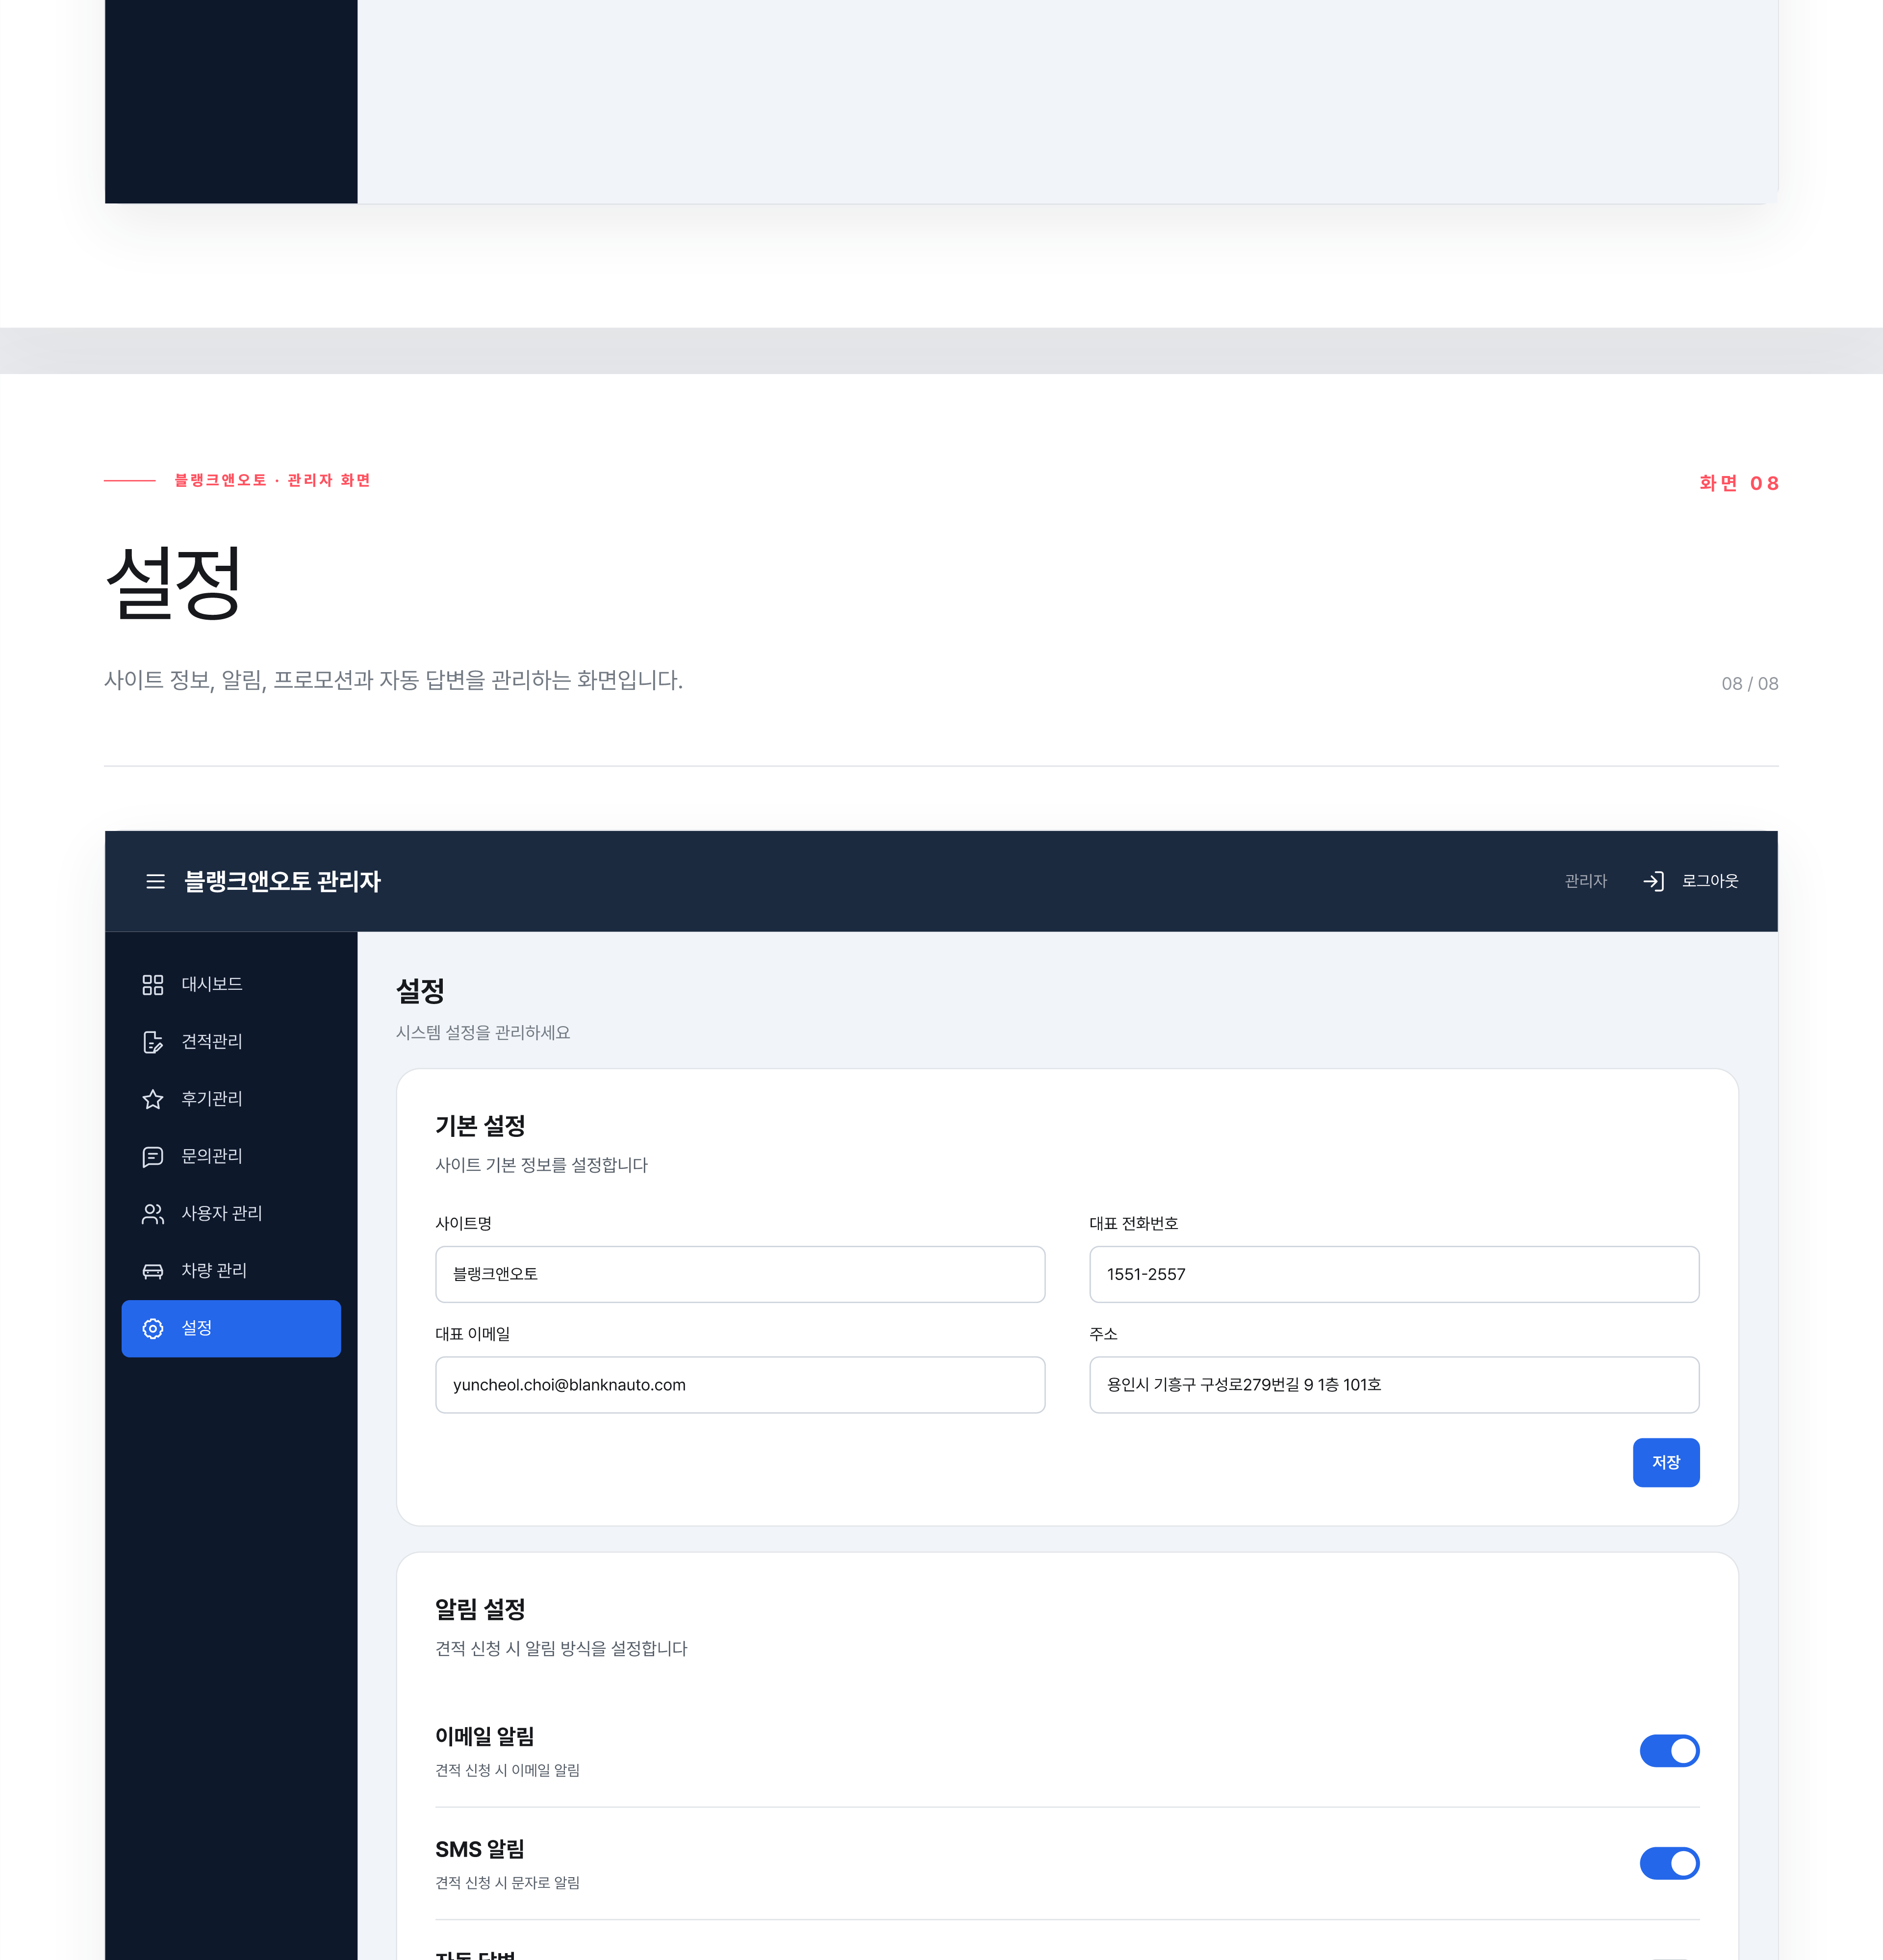 블랭크앤오토 · 관리자 화면
화면 08
설정
사이트 정보, 알림, 프로모션과 자동 답변을 관리하는 화면입니다.
08 / 08
블랭크앤오토 관리자
관리자
로그아웃
대시보드
견적관리
후기관리
문의관리
사용자 관리
차량 관리
설정
설정
시스템 설정을 관리하세요
기본 설정
사이트 기본 정보를 설정합니다
사이트명
대표 전화번호
블랭크앤오토
1551-2557
대표 이메일
주소
yuncheol.choi@blanknauto.com
용인시 기흥구 구성로279번길 9 1층 101호
저장
알림 설정
견적 신청 시 알림 방식을 설정합니다
이메일 알림
견적 신청 시 이메일 알림
SMS 알림
견적 신청 시 문자로 알림
자동 답변